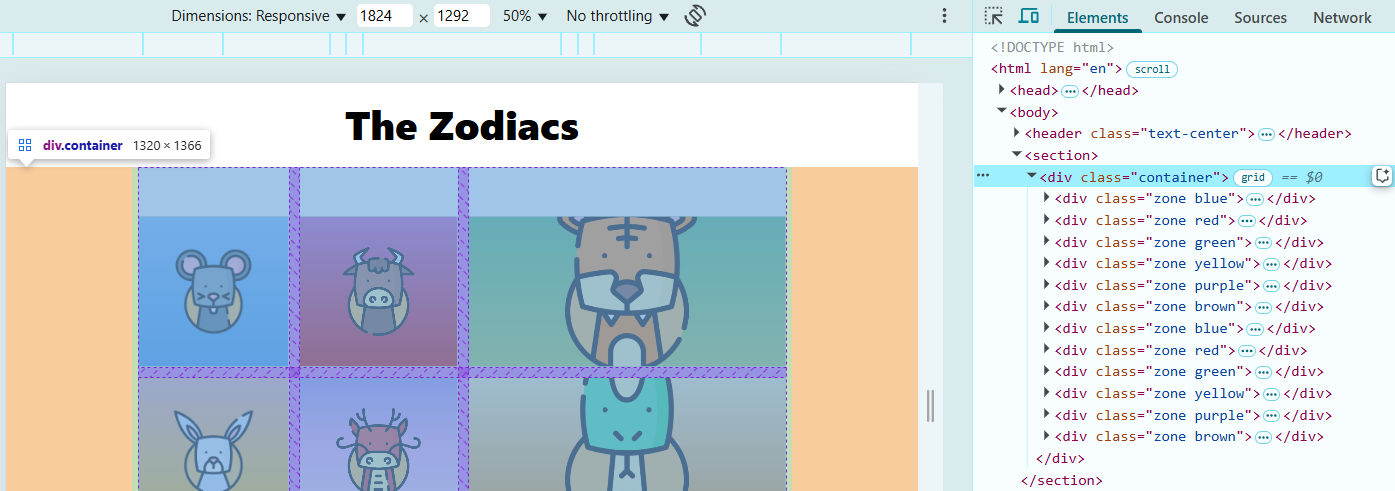 Dimensions: Responsive ▼ 1824 × 1292 50% ▼ No throttling ▼
Elements Console Sources Network
The Zodiacs
div.container 1320 × 1366
<!DOCTYPE html>
<html lang="en"> scroll
<head> ⋯ </head>
<body>
<header class="text-center"> ⋯ </header>
<section>
<div class="container"> grid == $0
<div class="zone blue"> ⋯ </div>
<div class="zone red"> ⋯ </div>
<div class="zone green"> ⋯ </div>
<div class="zone yellow"> ⋯ </div>
<div class="zone purple"> ⋯ </div>
<div class="zone brown"> ⋯ </div>
<div class="zone blue"> ⋯ </div>
<div class="zone red"> ⋯ </div>
<div class="zone green"> ⋯ </div>
<div class="zone yellow"> ⋯ </div>
<div class="zone purple"> ⋯ </div>
<div class="zone brown"> ⋯ </div>
</div>
</section>